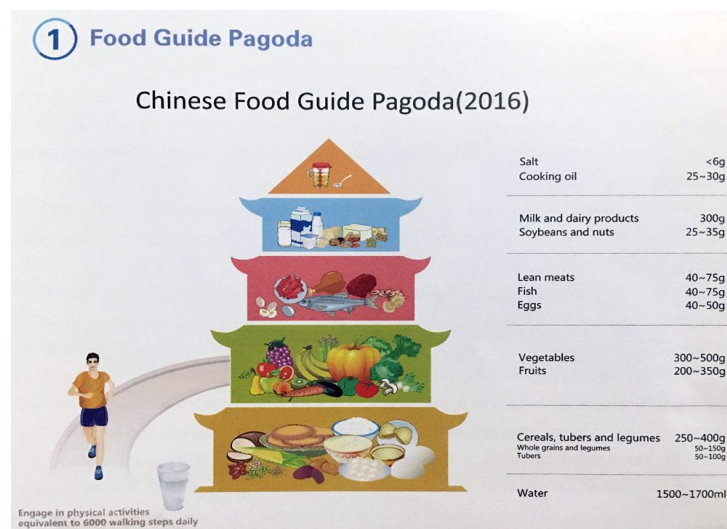 1 Food Guide Pagoda
Chinese Food Guide Pagoda(2016)
Salt <6g
Cooking oil 25~30g
Milk and dairy products 300g
Soybeans and nuts 25~35g
Lean meats 40~75g
Fish 40~75g
Eggs 40~50g
Vegetables 300~500g
Fruits 200~350g
Cereals, tubers and legumes 250~400g
Whole grains and legumes 50~150g
Tubers 50~100g
Water 1500~1700ml
Engage in physical activities
equivalent to 6000 walking steps daily